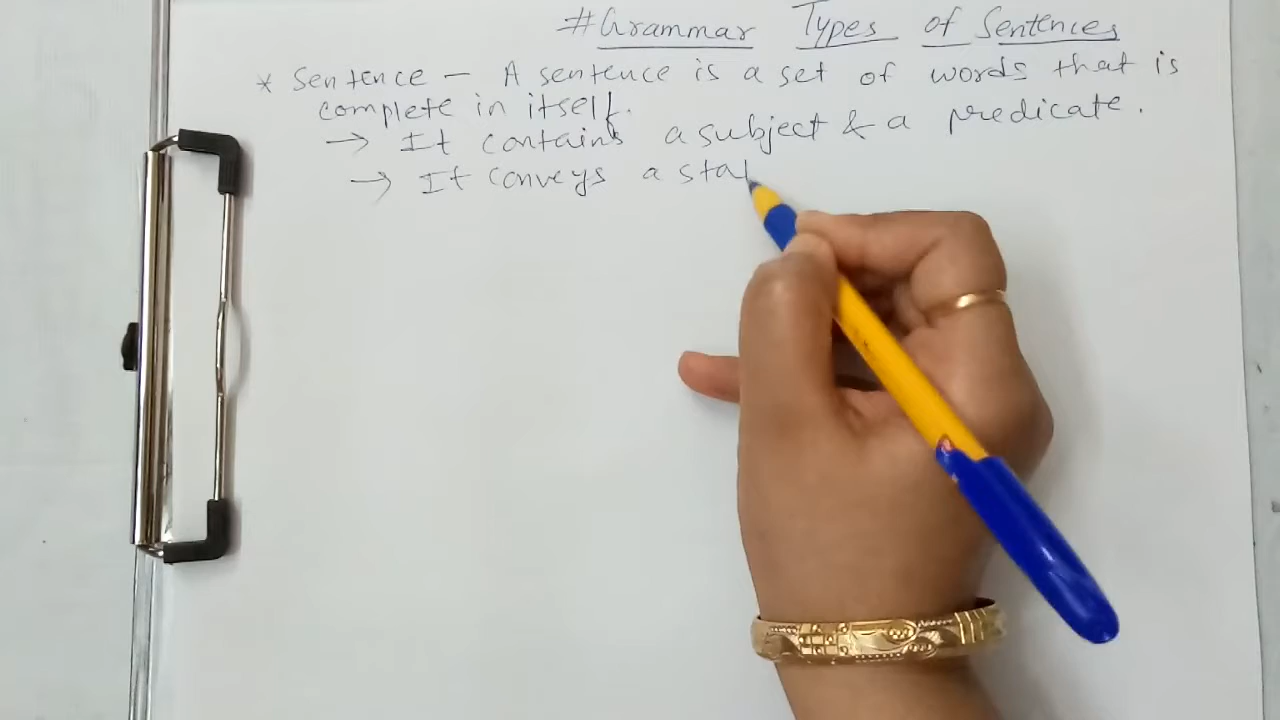 #Grammar Types of Sentences
* Sentence - A sentence is a set of words that is
complete in itself.
→ It contains a subject & a predicate.
→ It conveys a stat